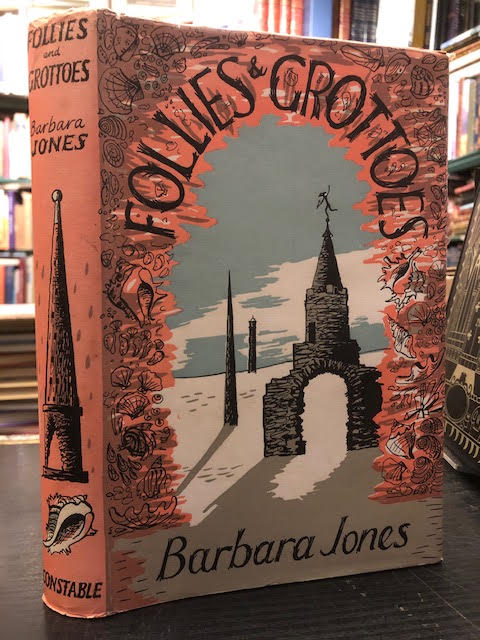 FOLLIES
and
GROTTOES
Barbara
JONES
CONSTABLE
FOLLIES & GROTTOES
Barbara Jones